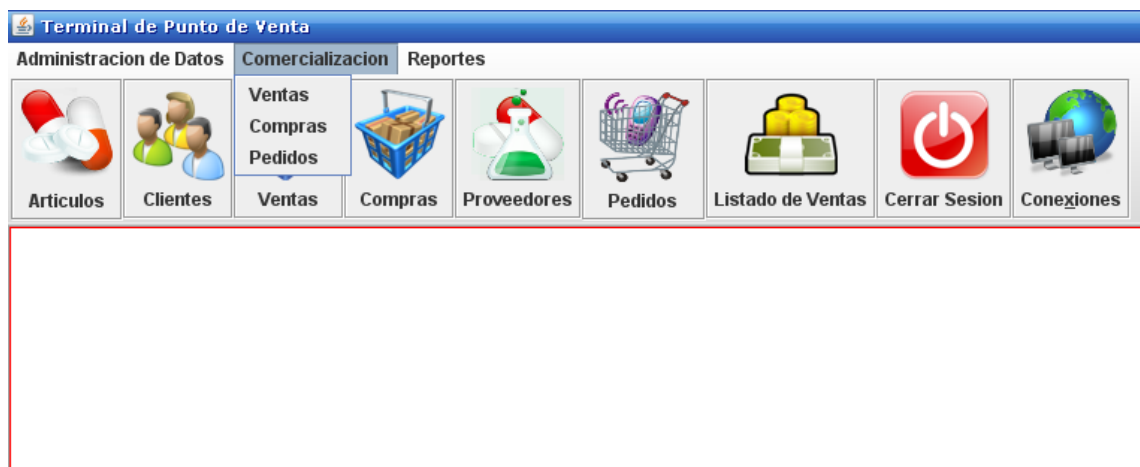 Terminal de Punto de Venta
Administracion de Datos Comercializacion Reportes
Ventas
Compras
Pedidos
Articulos Clientes Ventas Compras Proveedores Pedidos Listado de Ventas Cerrar Sesion Conexiones